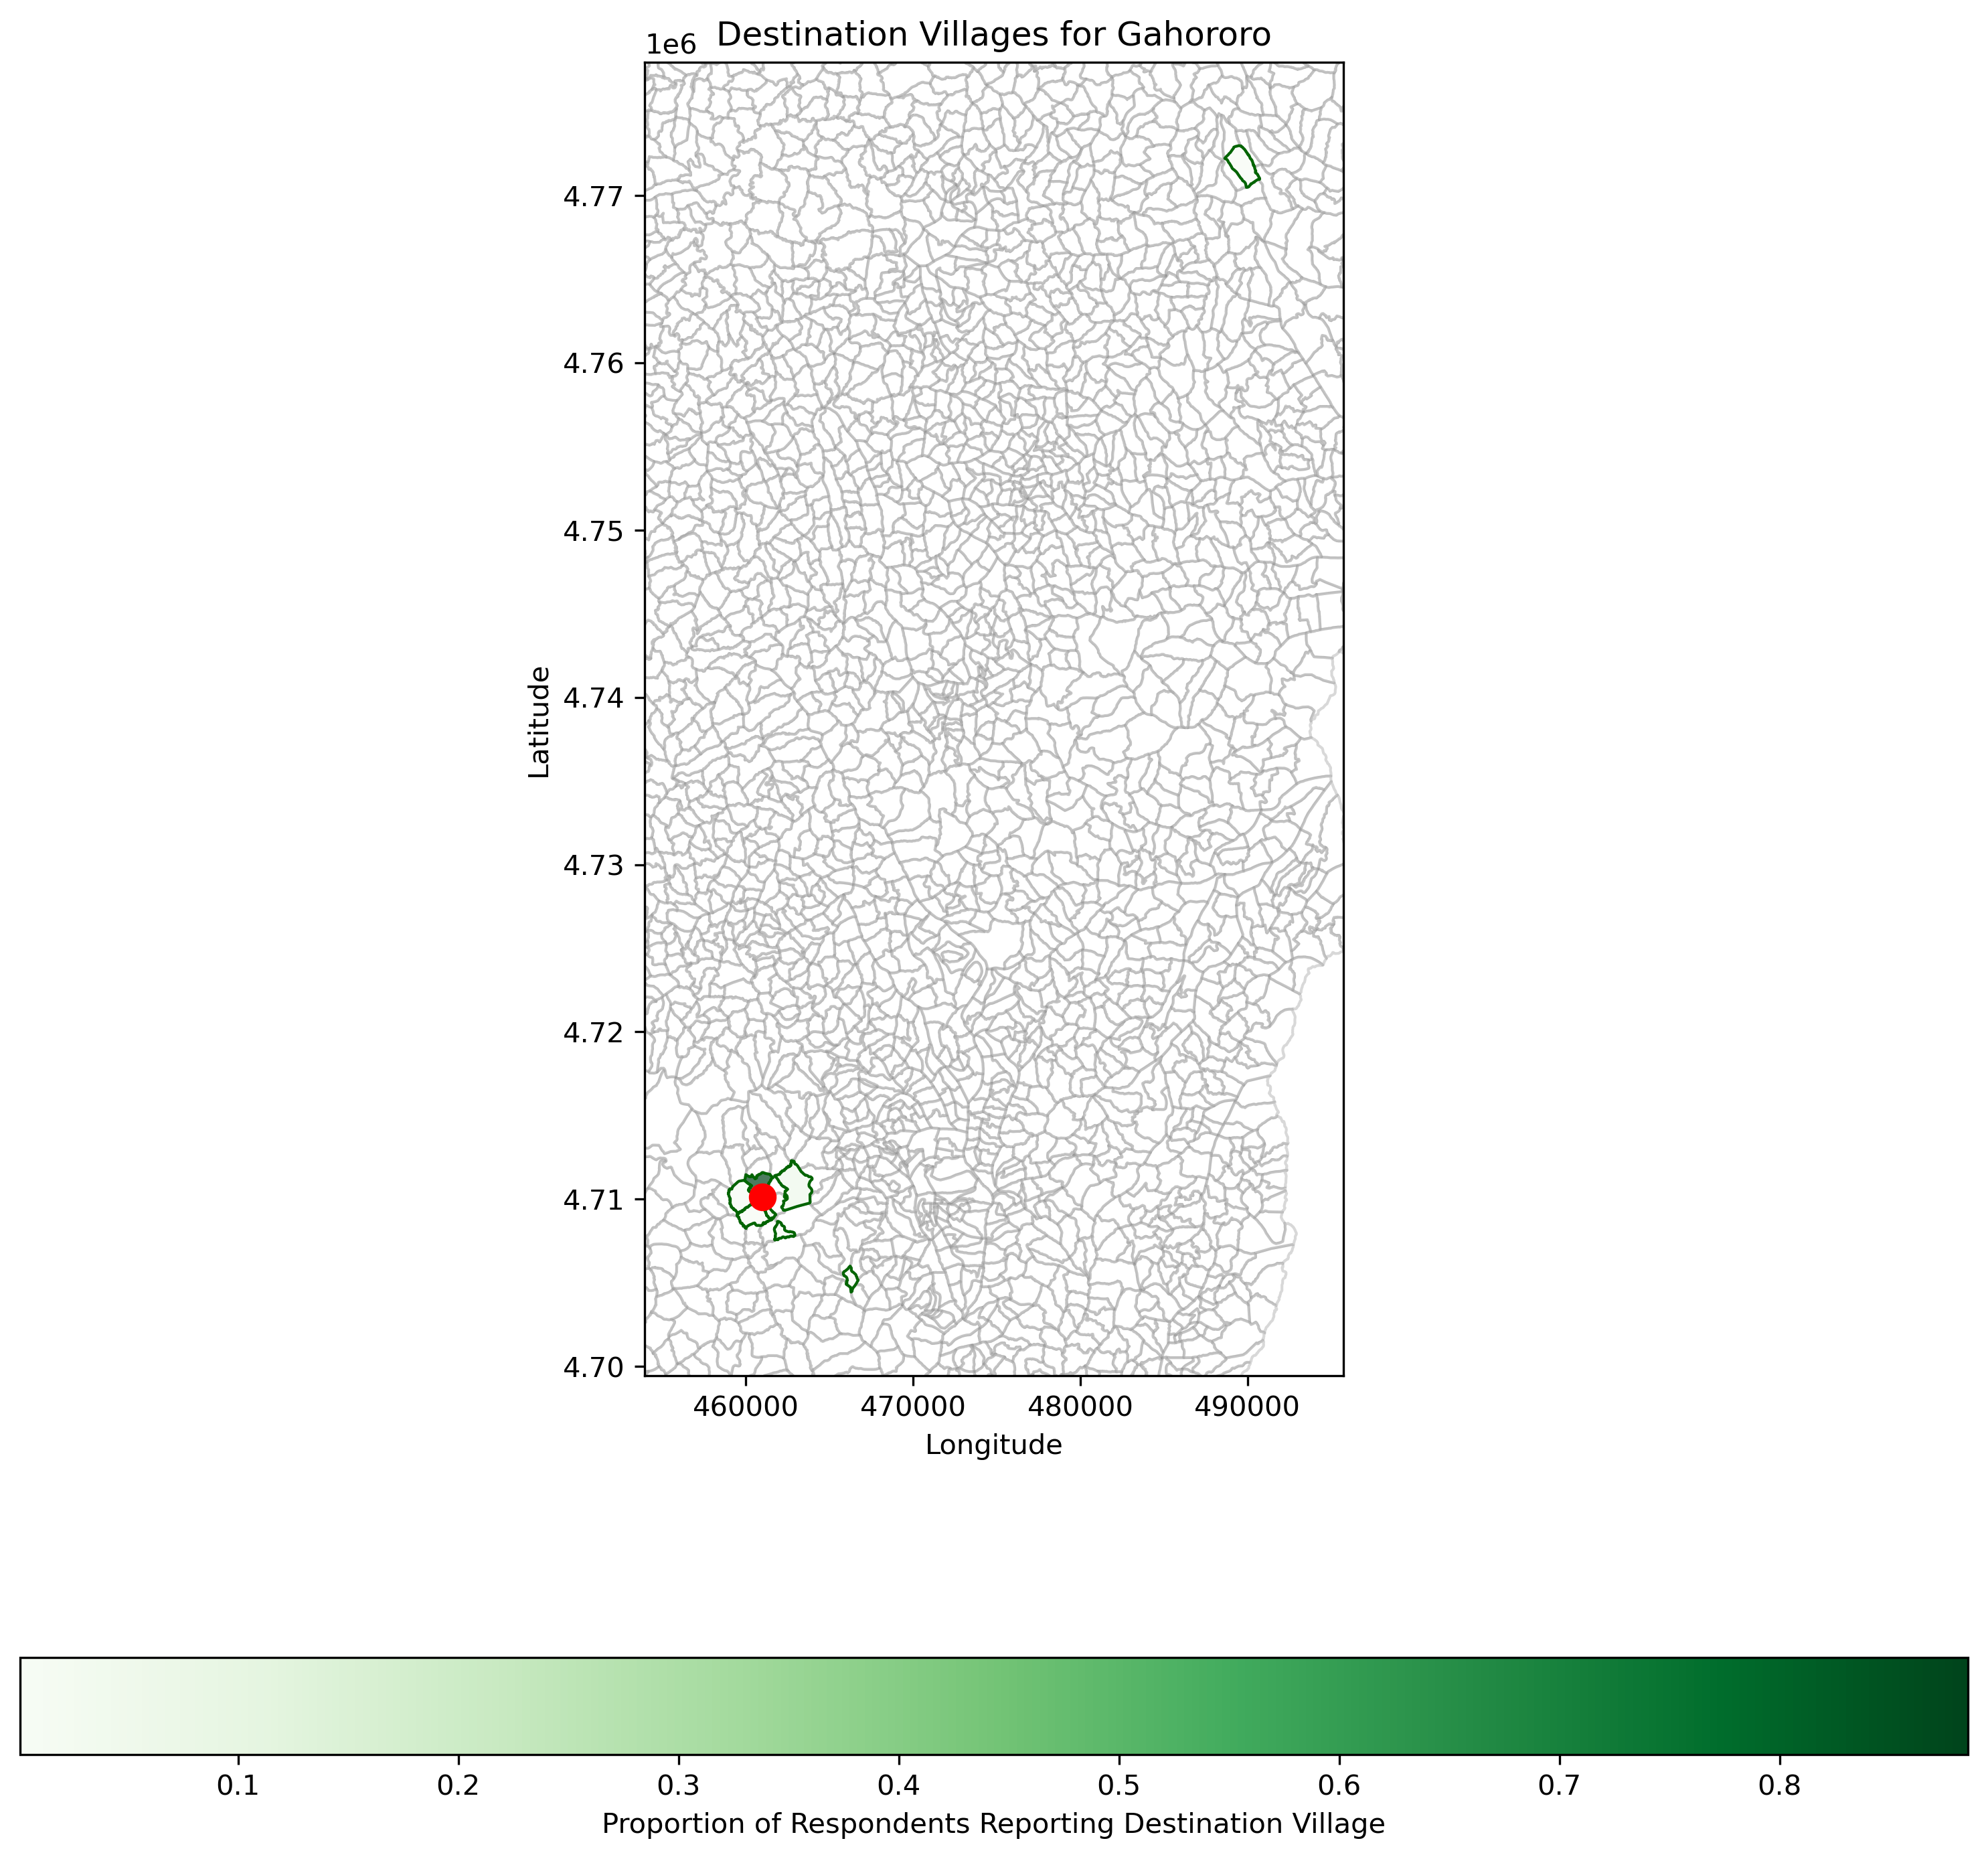 Destination Villages for Gahororo
1e6
4.77
4.76
4.75
4.74
4.73
4.72
4.71
4.70
Latitude
460000 470000 480000 490000
Longitude
0.1 0.2 0.3 0.4 0.5 0.6 0.7 0.8
Proportion of Respondents Reporting Destination Village